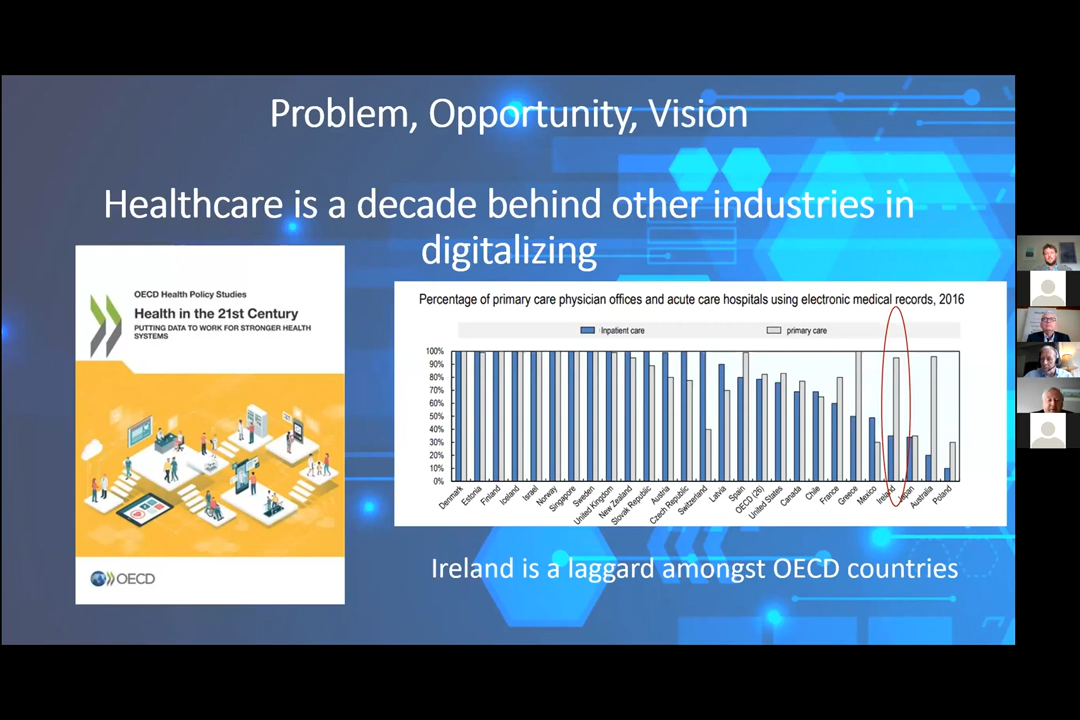 Problem, Opportunity, Vision
Healthcare is a decade behind other industries in
digitalizing
OECD Health Policy Studies
Health in the 21st Century
PUTTING DATA TO WORK FOR STRONGER HEALTH
SYSTEMS
OECD
Percentage of primary care physician offices and acute care hospitals using electronic medical records, 2016
Inpatient care
primary care
100%
90%
80%
70%
60%
50%
40%
30%
20%
10%
0%
Denmark
Estonia
Finland
Iceland
Israel
Norway
Singapore
Sweden
United Kingdom
New Zealand
Slovak Republic
Austria
Czech Republic
Switzerland
Latvia
Spain
OECD (26)
United States
Canada
Chile
France
Greece
Mexico
Ireland
Japan
Australia
Poland
Ireland is a laggard amongst OECD countries